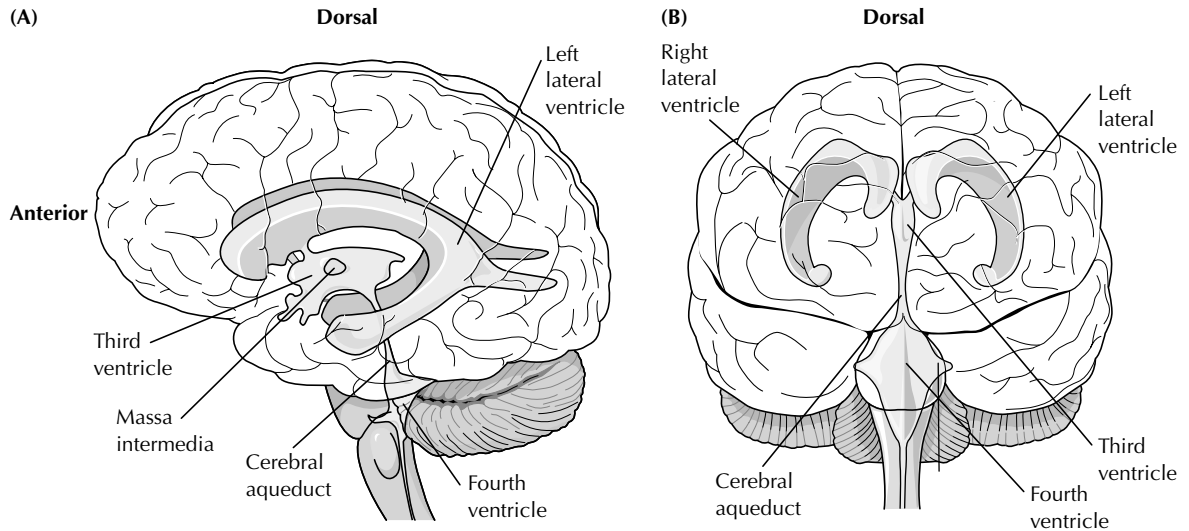 (A)
Dorsal
Left
lateral
ventricle
Anterior
Third
ventricle
Massa
intermedia
Cerebral
aqueduct
Fourth
ventricle
(B)
Dorsal
Right
lateral
ventricle
Left
lateral
ventricle
Cerebral
aqueduct
Third
ventricle
Fourth
ventricle